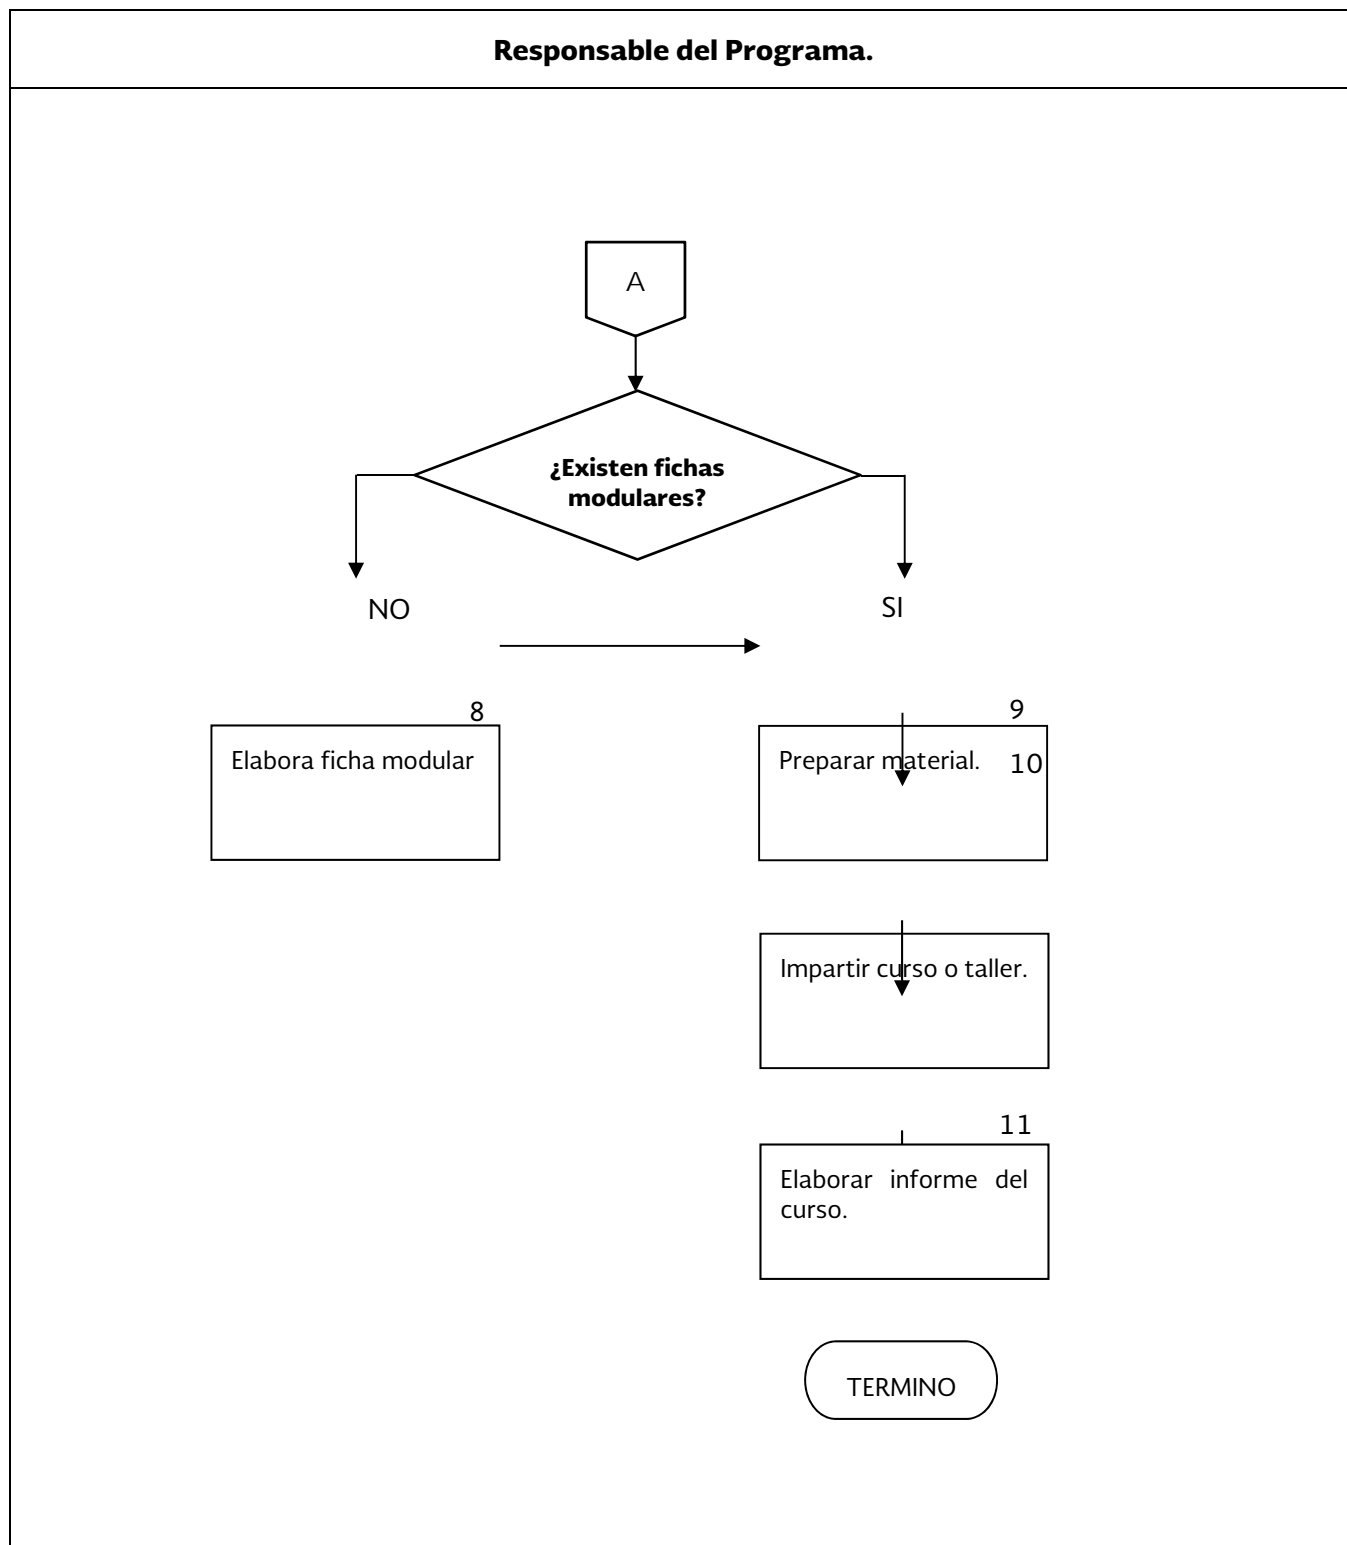 Responsable del Programa.
A
¿Existen fichas
modulares?
NO
SI
8
Elabora ficha modular
9
Preparar material.
10
Impartir curso o taller.
11
Elaborar informe del
curso.
TERMINO